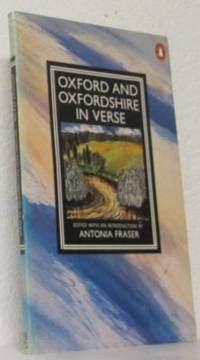 OXFORD AND
OXFORDSHIRE
IN VERSE
EDITED WITH AN INTRODUCTION BY
ANTONIA FRASER